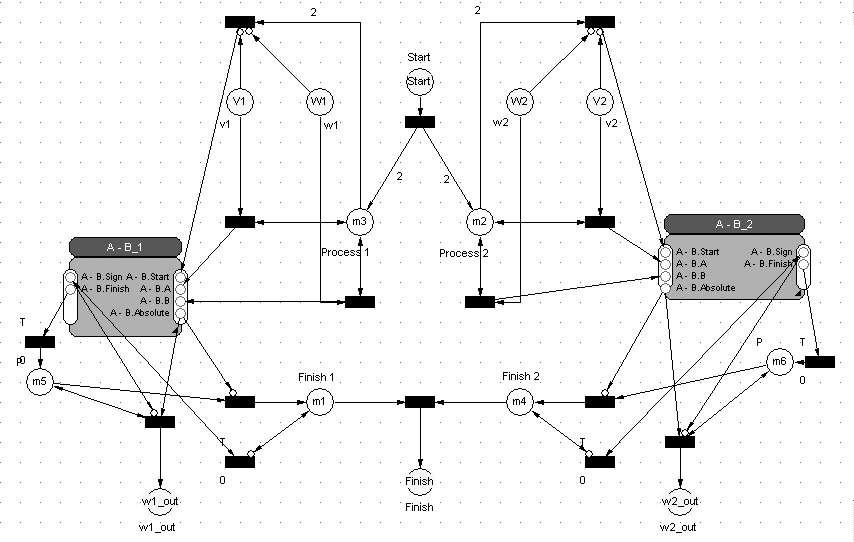 2
2
Start
Start
V1
W1
W2
V2
v1
w1
w2
v2
2
2
m3
m2
A - B_1
A - B_2
Process 1
Process 2
A - B.Sign A - B.Start
A - B.Finish A - B.A
A - B.B
A - B.Absolute
A - B.Start A - B.Sign
A - B.A A - B.Finish
A - B.B
A - B.Absolute
T
P
T
m6
0
m5
0
Finish 1
Finish 2
m1
m4
T
T
0
0
Finish
Finish
w1_out
w1_out
w2_out
w2_out